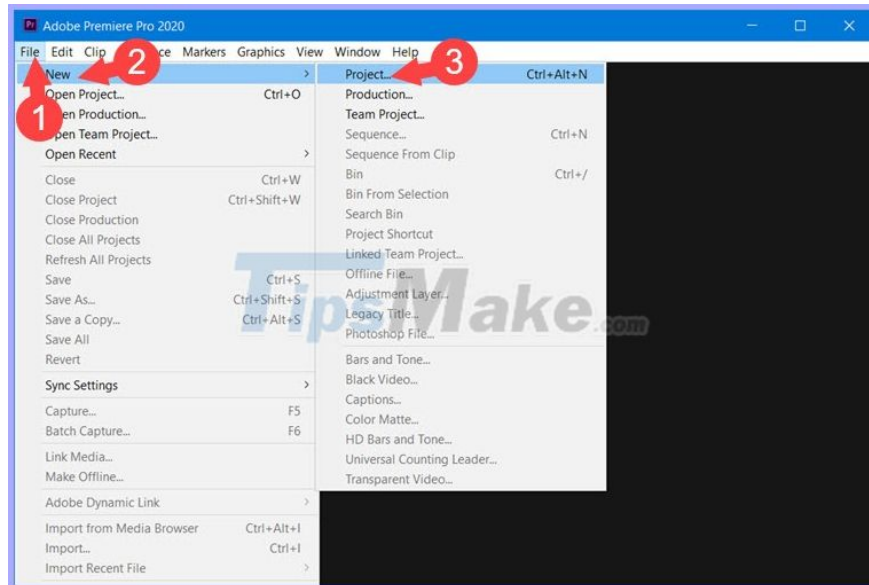 Pr Adobe Premiere Pro 2020
File Edit Clip ce Markers Graphics View Window Help
2
3
1
New > Project... Ctrl+Alt+N
Open Project... Ctrl+O Production...
en Production... Team Project...
pen Team Project... Sequence... Ctrl+N
Open Recent > Sequence From Clip
Close Ctrl+W Bin Ctrl+/
Close Project Ctrl+Shift+W Bin From Selection
Close Production Search Bin
Close All Projects Project Shortcut
Refresh All Projects Linked Team Project...
Save Ctrl+S Offline File...
Save As... Ctrl+Shift+S Adjustment Layer...
Save a Copy... Ctrl+Alt+S Legacy Title...
Save All Photoshop File...
TipsMake.com
Revert Bars and Tone...
Sync Settings > Black Video...
Captions...
Capture... F5 Color Matte...
Batch Capture... F6 HD Bars and Tone...
Link Media... Universal Counting Leader...
Make Offline... Transparent Video...
Adobe Dynamic Link >
Import from Media Browser Ctrl+Alt+I
Import... Ctrl+I
Import Recent File >